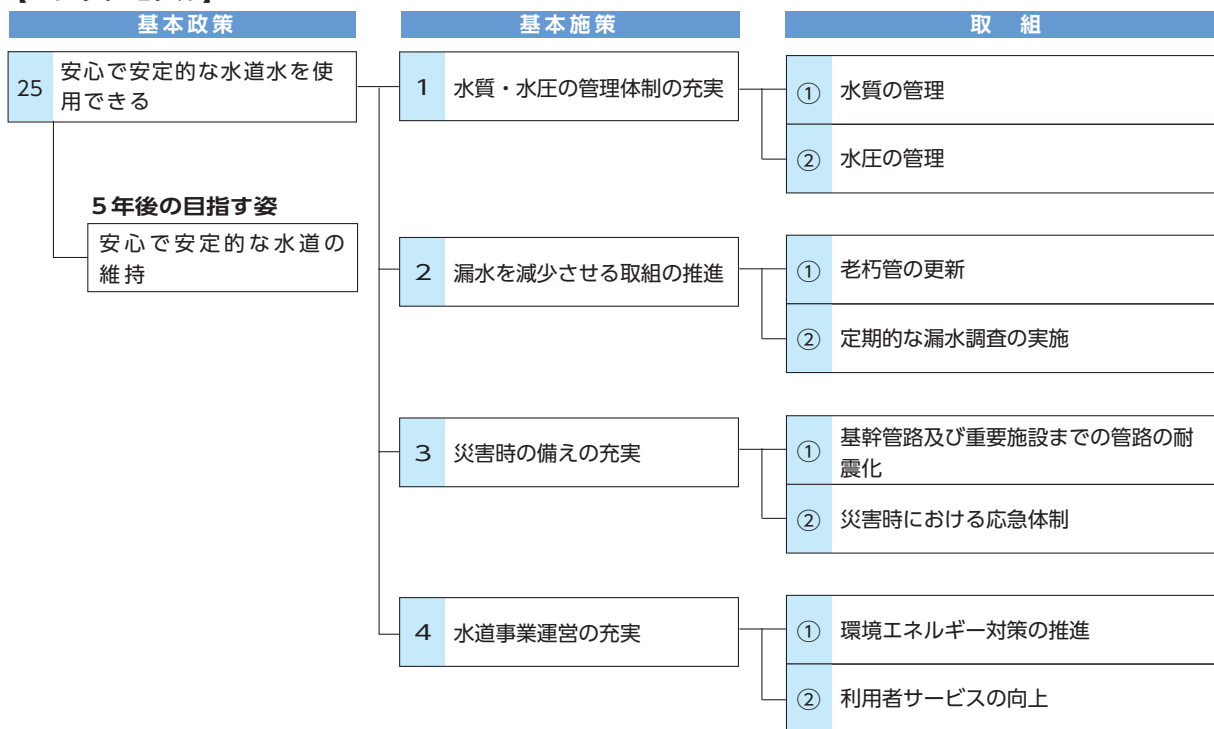 基本政策
基本施策
取　組
25
安心で安定的な水道水を使
用できる
5年後の目指す姿
安心で安定的な水道の
維持
1 水質・水圧の管理体制の充実
① 水質の管理
② 水圧の管理
2 漏水を減少させる取組の推進
① 老朽管の更新
② 定期的な漏水調査の実施
3 災害時の備えの充実
① 基幹管路及び重要施設までの管路の耐
震化
② 災害時における応急体制
4 水道事業運営の充実
① 環境エネルギー対策の推進
② 利用者サービスの向上